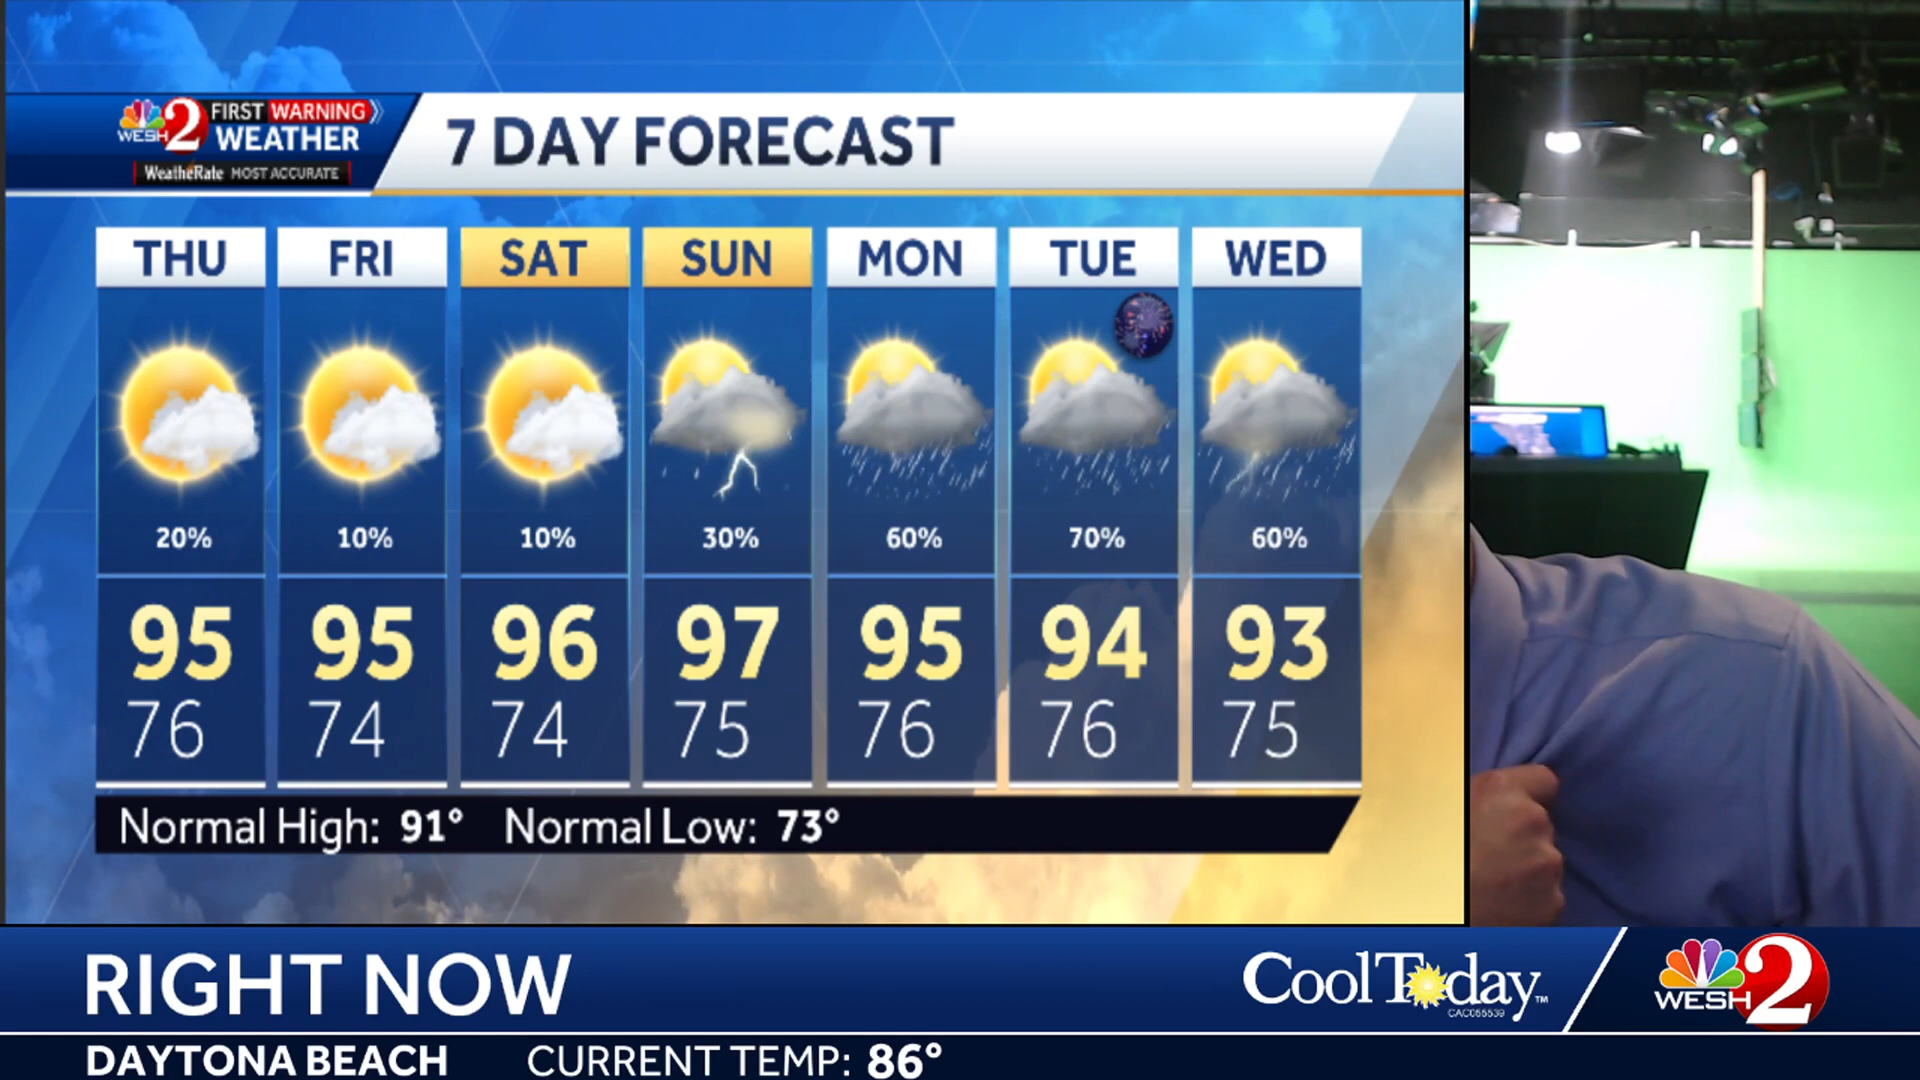 WESH 2 FIRST WARNING
WEATHER
WeatheRate MOST ACCURATE
7 DAY FORECAST
THU FRI SAT SUN MON TUE WED
20% 10% 10% 30% 60% 70% 60%
95 95 96 97 95 94 93
76 74 74 75 76 76 75
Normal High: 91° Normal Low: 73°
RIGHT NOW
CoolToday™
CAC055539
WESH 2
DAYTONA BEACH CURRENT TEMP: 86°